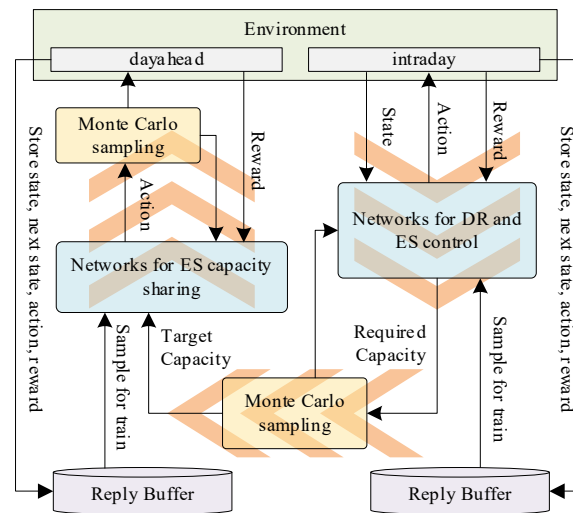 Environment
dayahead
intraday
Monte Carlo
sampling
Reward
Action
State
Action
Reward
Store state, next state, action, reward
Store state, next state, action, reward
Networks for ES capacity
sharing
Networks for DR and
ES control
Sample for train
Target
Capacity
Required
Capacity
Sample for train
Monte Carlo
sampling
Reply Buffer
Reply Buffer